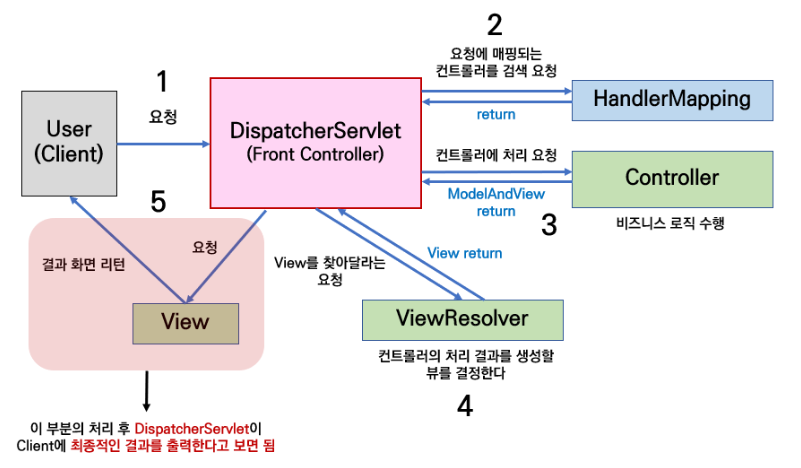 1
요청
User
(Client)
DispatcherServlet
(Front Controller)
2
요청에 매핑되는
컨트롤러를 검색 요청
return
HandlerMapping
컨트롤러에 처리 요청
ModelAndView
return
3
Controller
비즈니스 로직 수행
5
결과 화면 리턴
요청
View
View를 찾아달라는
요청
View return
ViewResolver
컨트롤러의 처리 결과를 생성할
뷰를 결정한다
4
이 부분의 처리 후 DispatcherServlet이
Client에 최종적인 결과를 출력한다고 보면 됨